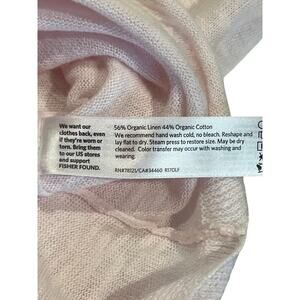 We want our
clothes back, even
if they're worn or
torn. Bring them
to our US stores
and support
FISHER FOUND.
56% Organic Linen 44% Organic Cotton
We recommend hand wash cold, no bleach. Reshape and
lay flat to dry. Steam press to restore size. May be dry
cleaned. Color transfer may occur with washing and
wearing.
RN#78121/CA#34460 R17DLF